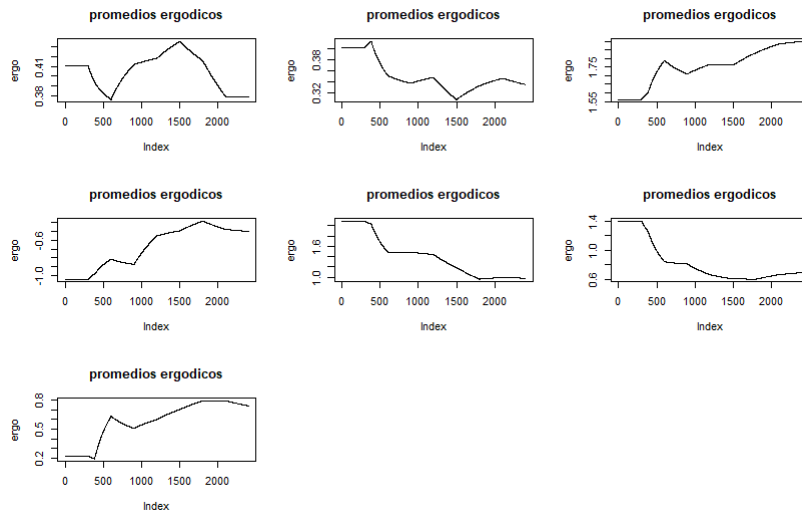 promedios ergodicos
ergo
0.38
0.41
0
500
1000
1500
2000
Index
promedios ergodicos
ergo
0.32
0.38
0
500
1000
1500
2000
Index
promedios ergodicos
ergo
1.55
1.75
0
500
1000
1500
2000
Index
promedios ergodicos
ergo
-1.0
-0.6
0
500
1000
1500
2000
Index
promedios ergodicos
ergo
1.0
1.6
0
500
1000
1500
2000
Index
promedios ergodicos
ergo
0.6
1.0
1.4
0
500
1000
1500
2000
Index
promedios ergodicos
ergo
0.2
0.5
0.8
0
500
1000
1500
2000
Index